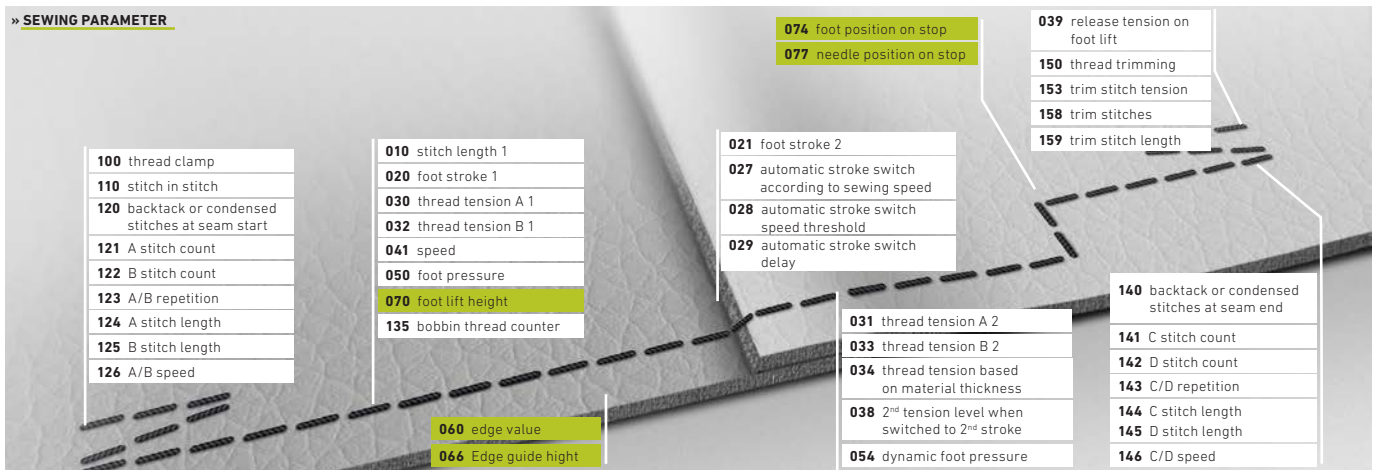 » SEWING PARAMETER
100 thread clamp
110 stitch in stitch
120 backtack or condensed
stitches at seam start
121 A stitch count
122 B stitch count
123 A/B repetition
124 A stitch length
125 B stitch length
126 A/B speed
010 stitch length 1
020 foot stroke 1
030 thread tension A 1
032 thread tension B 1
041 speed
050 foot pressure
070 foot lift height
135 bobbin thread counter
060 edge value
066 Edge guide hight
021 foot stroke 2
027 automatic stroke switch
according to sewing speed
028 automatic stroke switch
speed threshold
029 automatic stroke switch
delay
074 foot position on stop
077 needle position on stop
031 thread tension A 2
033 thread tension B 2
034 thread tension based
on material thickness
038 2nd tension level when
switched to 2nd stroke
054 dynamic foot pressure
039 release tension on
foot lift
150 thread trimming
153 trim stitch tension
158 trim stitches
159 trim stitch length
140 backtack or condensed
stitches at seam end
141 C stitch count
142 D stitch count
143 C/D repetition
144 C stitch length
145 D stitch length
146 C/D speed